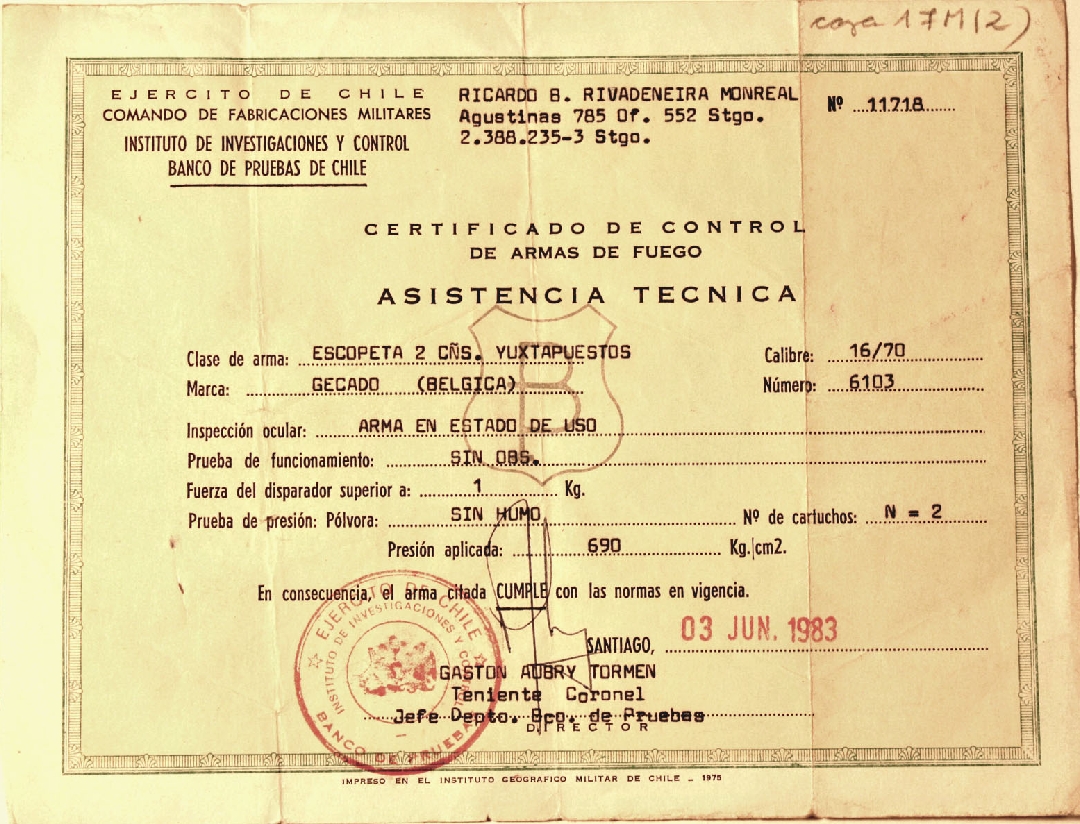 caza 17M(2)
EJERCITO DE CHILE
COMANDO DE FABRICACIONES MILITARES
INSTITUTO DE INVESTIGACIONES Y CONTROL
BANCO DE PRUEBAS DE CHILE
RICARDO B. RIVADENEIRA MONREAL
Agustinas 785 Of. 552 Stgo.
2.388.235-3 Stgo.
Nº 11718
CERTIFICADO DE CONTROL
DE ARMAS DE FUEGO
ASISTENCIA TECNICA
B
Clase de arma: ESCOPETA 2 CÑS. YUXTAPUESTOS Calibre: 16/70
Marca: GECADO (BELGICA) Número: 6103
Inspección ocular: ARMA EN ESTADO DE USO
Prueba de funcionamiento: SIN OBS.
Fuerza del disparador superior a: 1 Kg.
Prueba de presión: Pólvora: SIN HUMO Nº de cartuchos: N = 2
Presión aplicada: 690 Kg./cm2.
En consecuencia, el arma citada CUMPLE con las normas en vigencia.
SANTIAGO, 03 JUN. 1983
GASTON AUBRY TORMEN
Teniente Coronel
Jefe Depto. Bco. de Pruebas
DIRECTOR
EJERCITO DE CHILE
INSTITUTO DE INVESTIGACIONES Y CONTROL
BANCO DE PRUEBAS
IMPRESO EN EL INSTITUTO GEOGRAFICO MILITAR DE CHILE _ 1975